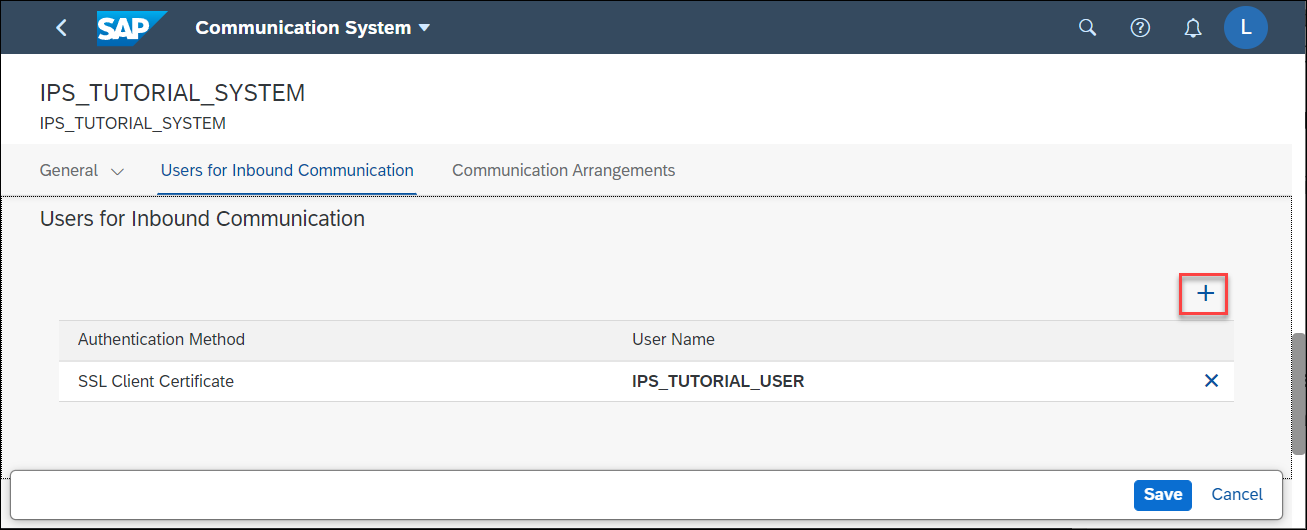 SAP Communication System L
IPS_TUTORIAL_SYSTEM
IPS_TUTORIAL_SYSTEM
General Users for Inbound Communication Communication Arrangements
Users for Inbound Communication
Authentication Method User Name
SSL Client Certificate IPS_TUTORIAL_USER
Save Cancel